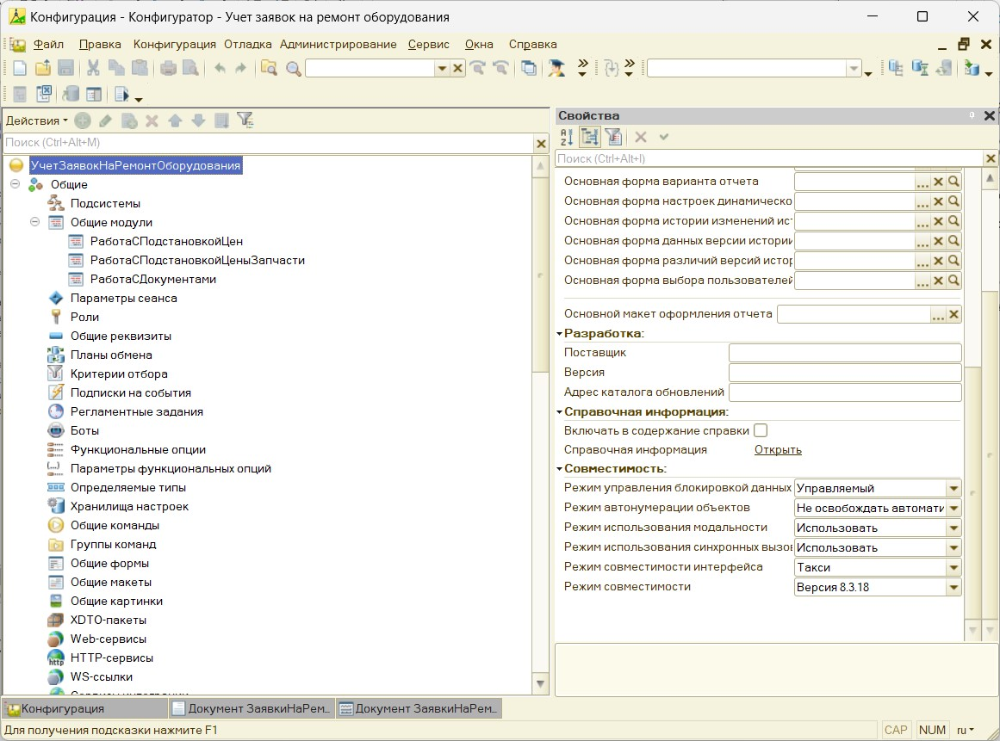 Конфигурация - Конфигуратор - Учет заявок на ремонт оборудования
Файл Правка Конфигурация Отладка Администрирование Сервис Окна Справка
Действия
Поиск (Ctrl+Alt+M)
УчетЗаявокНаРемонтОборудования
Общие
Подсистемы
Общие модули
РаботаСПодстановкойЦен
РаботаСПодстановкойЦеныЗапчасти
РаботаСДокументами
Параметры сеанса
Роли
Общие реквизиты
Планы обмена
Критерии отбора
Подписки на события
Регламентные задания
Боты
Функциональные опции
Параметры функциональных опций
Определяемые типы
Хранилища настроек
Общие команды
Группы команд
Общие формы
Общие макеты
Общие картинки
XDTO-пакеты
Web-сервисы
HTTP-сервисы
WS-ссылки
Свойства
Поиск (Ctrl+Alt+I)
Основная форма варианта отчета
Основная форма настроек динамическо
Основная форма истории изменений ист
Основная форма данных версии истории
Основная форма различий версий истор
Основная форма выбора пользователей
Основной макет оформления отчета
Разработка:
Поставщик
Версия
Адрес каталога обновлений
Справочная информация:
Включать в содержание справки
Справочная информация Открыть
Совместимость:
Режим управления блокировкой данных Управляемый
Режим автонумерации объектов Не освобождать автомати
Режим использования модальности Использовать
Режим использования синхронных вызов Использовать
Режим совместимости интерфейса Такси
Режим совместимости Версия 8.3.18
Конфигурация Документ ЗаявкиНаРем... Документ ЗаявкиНаРем...
Для получения подсказки нажмите F1 CAP NUM ru